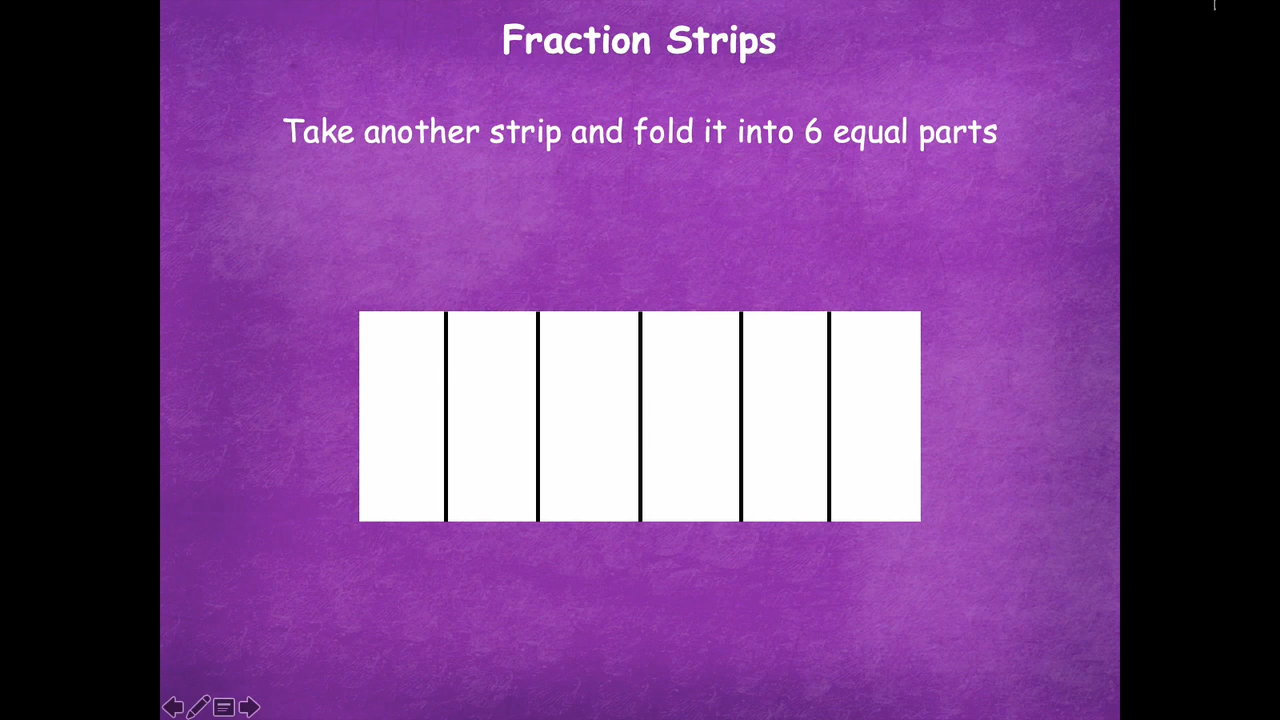 Fraction Strips
Take another strip and fold it into 6 equal parts